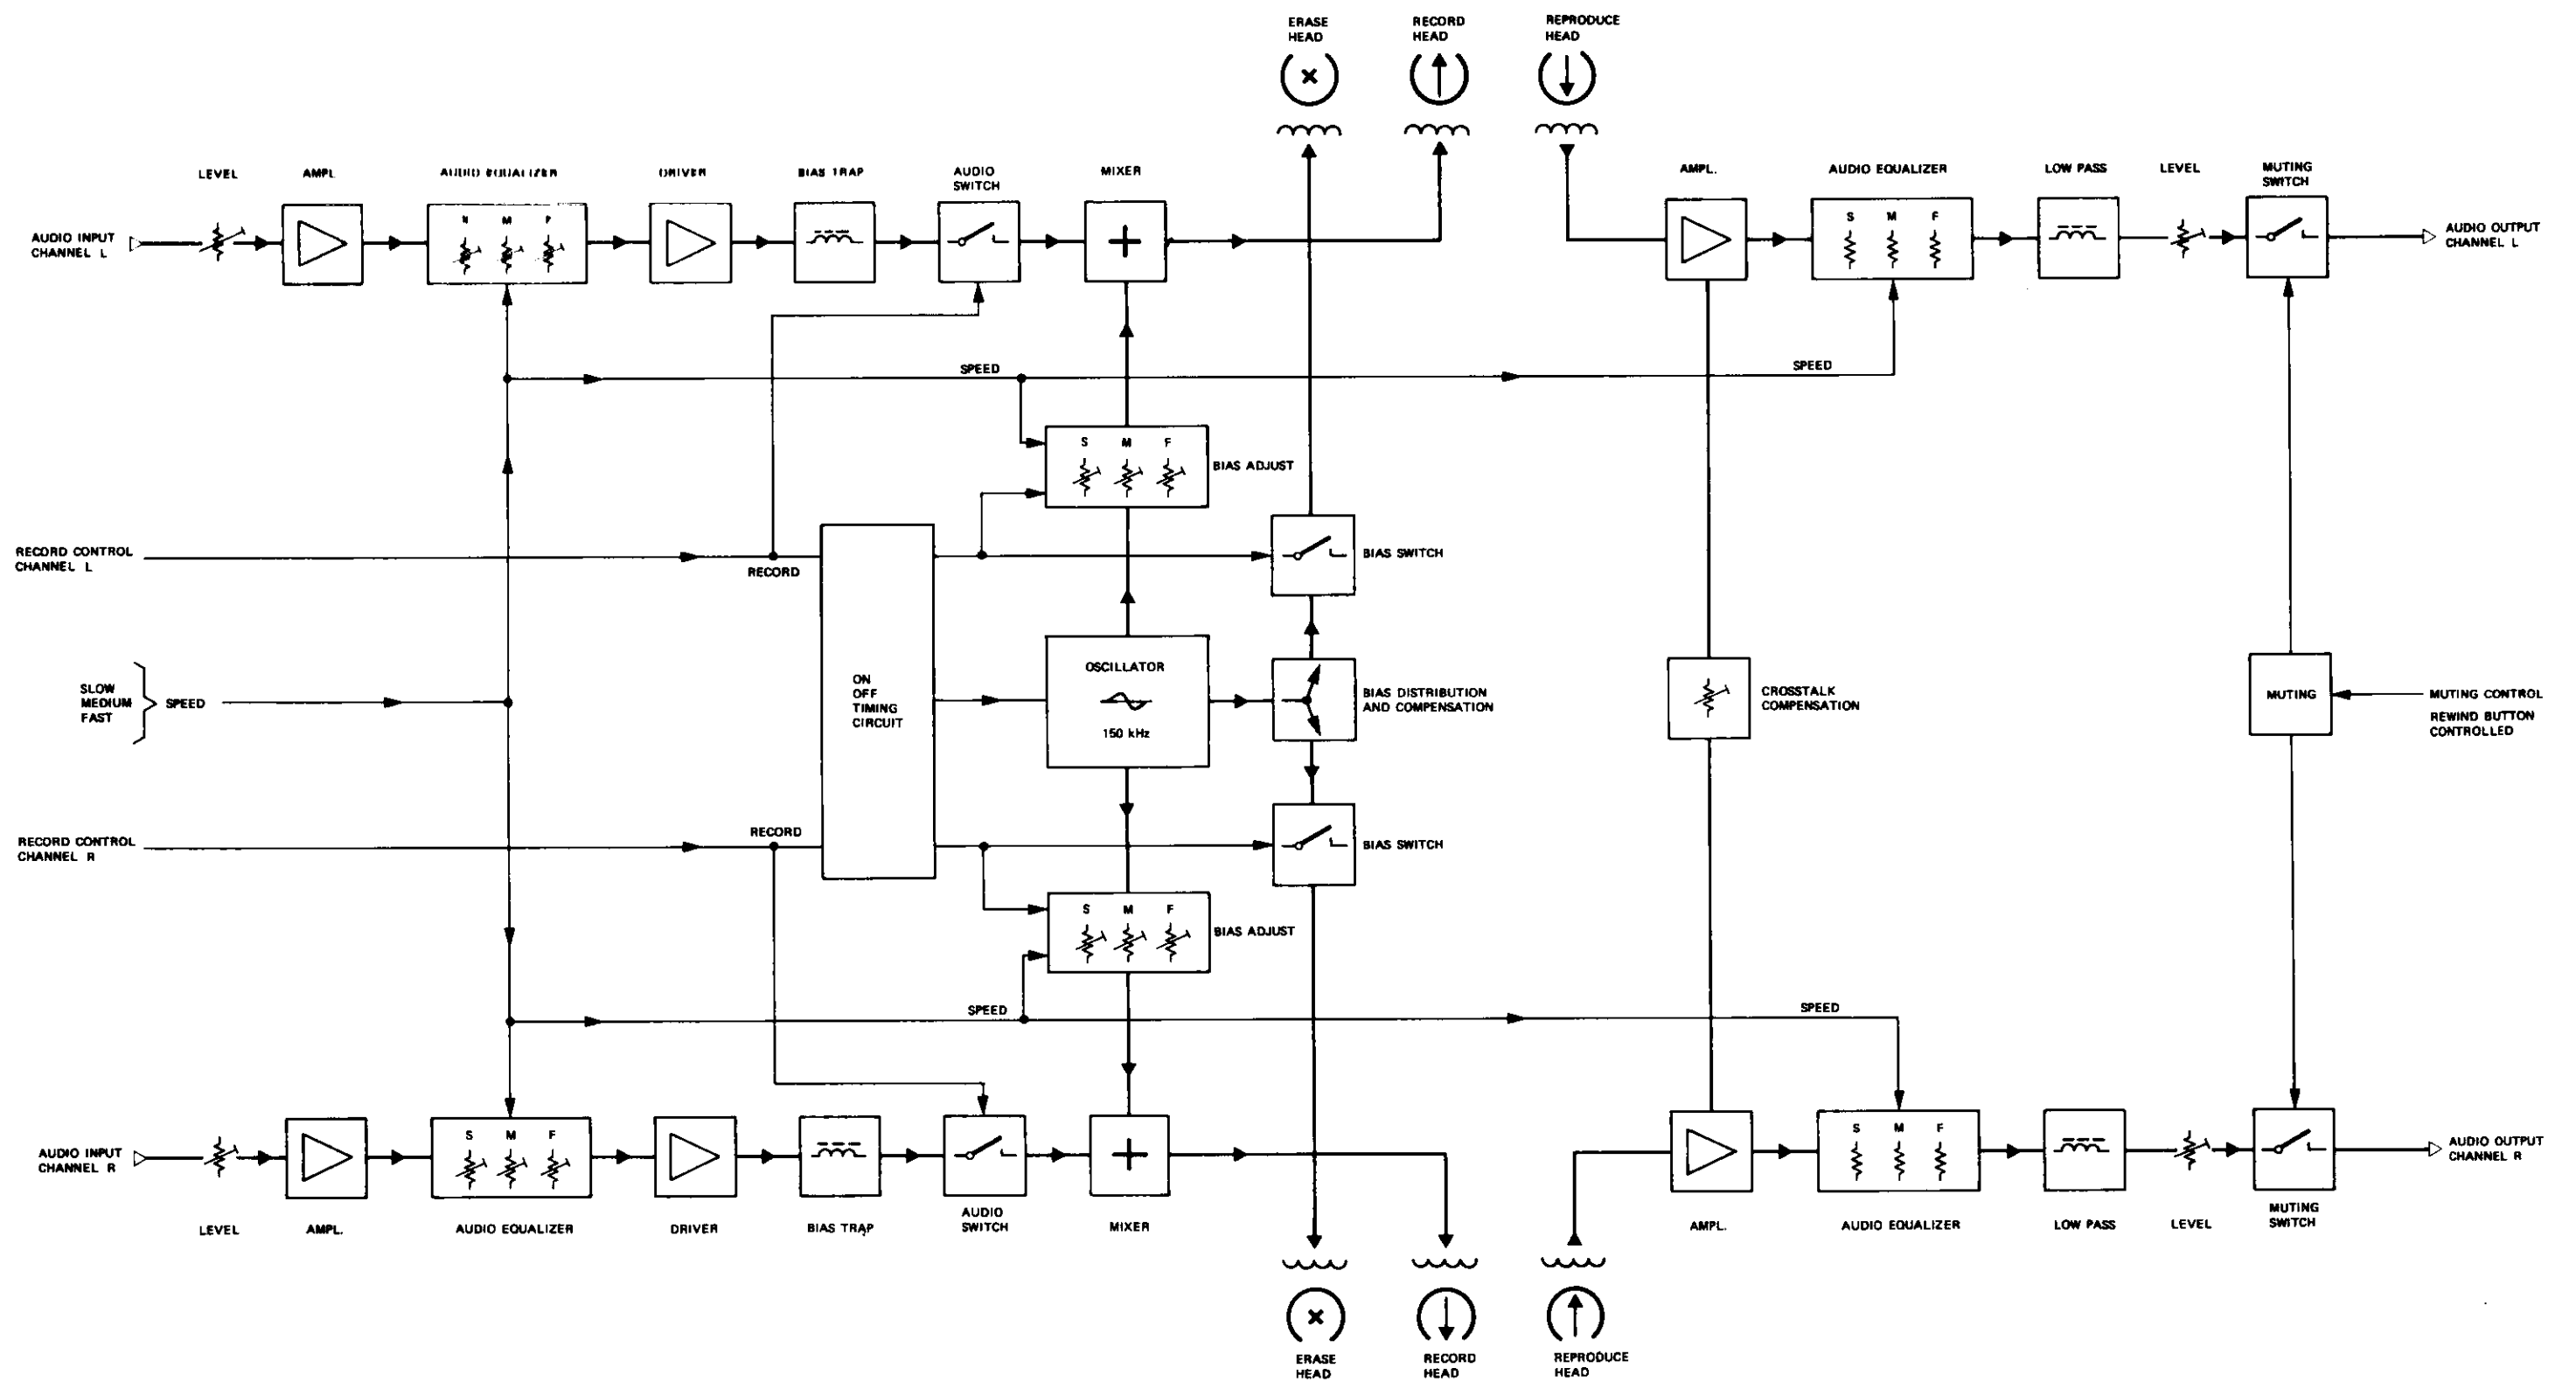 ERASE
HEAD
RECORD
HEAD
REPRODUCE
HEAD
LEVEL
AMPL
AUDIO EQUALIZER
DRIVER
BIAS TRAP
AUDIO
SWITCH
MIXER
AMPL.
AUDIO EQUALIZER
LOW PASS
LEVEL
MUTING
SWITCH
AUDIO INPUT
CHANNEL L
M F
S M F
AUDIO OUTPUT
CHANNEL L
SPEED
SPEED
S M F
BIAS ADJUST
RECORD CONTROL
CHANNEL L
RECORD
BIAS SWITCH
SLOW
MEDIUM
FAST
SPEED
ON
OFF
TIMING
CIRCUIT
OSCILLATOR
150 kHz
BIAS DISTRIBUTION
AND COMPENSATION
CROSSTALK
COMPENSATION
MUTING
MUTING CONTROL
REWIND BUTTON
CONTROLLED
RECORD CONTROL
CHANNEL R
RECORD
BIAS SWITCH
S M F
BIAS ADJUST
SPEED
SPEED
AUDIO INPUT
CHANNEL R
S M F
S M F
AUDIO OUTPUT
CHANNEL R
LEVEL
AMPL.
AUDIO EQUALIZER
DRIVER
BIAS TRAP
AUDIO
SWITCH
MIXER
AMPL.
AUDIO EQUALIZER
LOW PASS
LEVEL
MUTING
SWITCH
ERASE
HEAD
RECORD
HEAD
REPRODUCE
HEAD